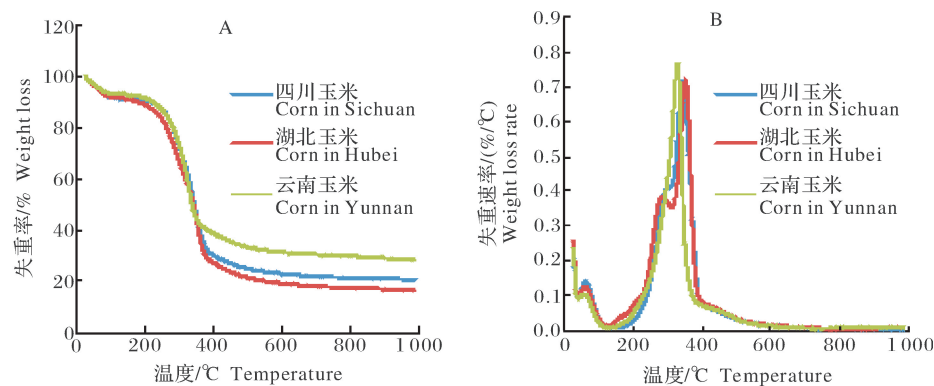 A
失重率/% Weight loss
120
100
80
60
40
20
0
四川玉米
Corn in Sichuan
湖北玉米
Corn in Hubei
云南玉米
Corn in Yunnan
0 200 400 600 800 1 000
温度/℃ Temperature
B
失重速率/(%/℃)
Weight loss rate
0.9
0.8
0.7
0.6
0.5
0.4
0.3
0.2
0.1
0.0
四川玉米
Corn in Sichuan
湖北玉米
Corn in Hubei
云南玉米
Corn in Yunnan
0 200 400 600 800 1 000
温度/℃ Temperature